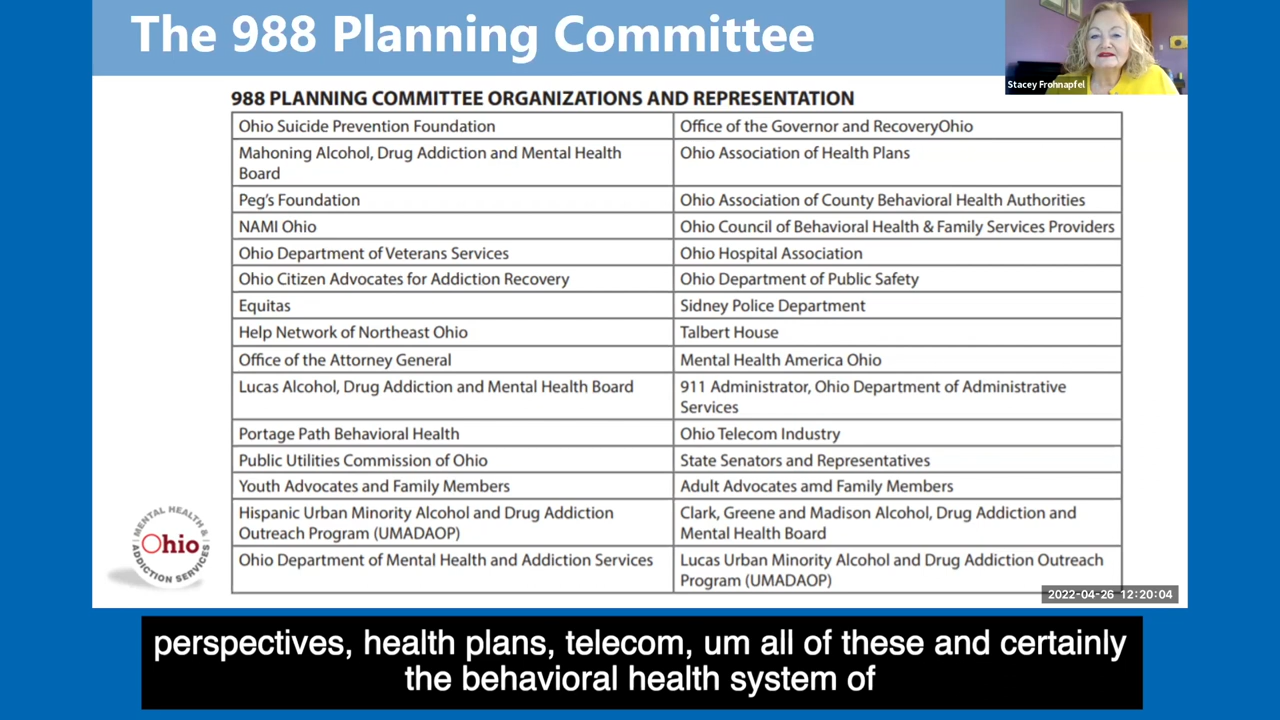 The 988 Planning Committee
Stacey Frohnapfel
988 PLANNING COMMITTEE ORGANIZATIONS AND REPRESENTATION
Ohio Suicide Prevention Foundation
Office of the Governor and RecoveryOhio
Mahoning Alcohol, Drug Addiction and Mental Health
Board
Ohio Association of Health Plans
Peg's Foundation
Ohio Association of County Behavioral Health Authorities
NAMI Ohio
Ohio Council of Behavioral Health & Family Services Providers
Ohio Department of Veterans Services
Ohio Hospital Association
Ohio Citizen Advocates for Addiction Recovery
Ohio Department of Public Safety
Equitas
Sidney Police Department
Help Network of Northeast Ohio
Talbert House
Office of the Attorney General
Mental Health America Ohio
Lucas Alcohol, Drug Addiction and Mental Health Board
911 Administrator, Ohio Department of Administrative
Services
Portage Path Behavioral Health
Ohio Telecom Industry
Public Utilities Commission of Ohio
State Senators and Representatives
Youth Advocates and Family Members
Adult Advocates amd Family Members
Hispanic Urban Minority Alcohol and Drug Addiction
Outreach Program (UMADAOP)
Clark, Greene and Madison Alcohol, Drug Addiction and
Mental Health Board
Ohio Department of Mental Health and Addiction Services
Lucas Urban Minority Alcohol and Drug Addiction Outreach
Program (UMADAOP)
MENTAL HEALTH &
Ohio
ADDICTION SERVICES
2022-04-26 12:20:04
perspectives, health plans, telecom, um all of these and certainly
the behavioral health system of